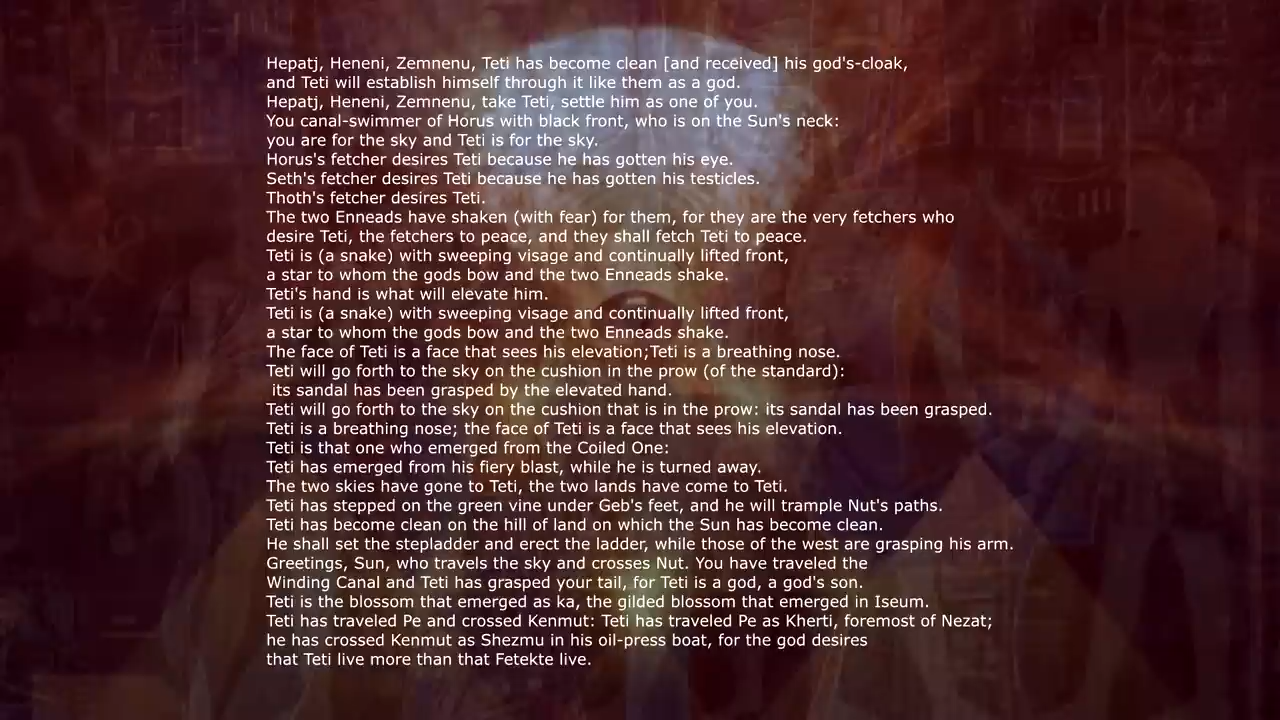 Hepatj, Heneni, Zemnenu, Teti has become clean [and received] his god's-cloak,
and Teti will establish himself through it like them as a god.
Hepatj, Heneni, Zemnenu, take Teti, settle him as one of you.
You canal-swimmer of Horus with black front, who is on the Sun's neck:
you are for the sky and Teti is for the sky.
Horus's fetcher desires Teti because he has gotten his eye.
Seth's fetcher desires Teti because he has gotten his testicles.
Thoth's fetcher desires Teti.
The two Enneads have shaken (with fear) for them, for they are the very fetchers who
desire Teti, the fetchers to peace, and they shall fetch Teti to peace.
Teti is (a snake) with sweeping visage and continually lifted front,
a star to whom the gods bow and the two Enneads shake.
Teti's hand is what will elevate him.
Teti is (a snake) with sweeping visage and continually lifted front,
a star to whom the gods bow and the two Enneads shake.
The face of Teti is a face that sees his elevation;Teti is a breathing nose.
Teti will go forth to the sky on the cushion in the prow (of the standard):
its sandal has been grasped by the elevated hand.
Teti will go forth to the sky on the cushion that is in the prow: its sandal has been grasped.
Teti is a breathing nose; the face of Teti is a face that sees his elevation.
Teti is that one who emerged from the Coiled One:
Teti has emerged from his fiery blast, while he is turned away.
The two skies have gone to Teti, the two lands have come to Teti.
Teti has stepped on the green vine under Geb's feet, and he will trample Nut's paths.
Teti has become clean on the hill of land on which the Sun has become clean.
He shall set the stepladder and erect the ladder, while those of the west are grasping his arm.
Greetings, Sun, who travels the sky and crosses Nut. You have traveled the
Winding Canal and Teti has grasped your tail, for Teti is a god, a god's son.
Teti is the blossom that emerged as ka, the gilded blossom that emerged in Iseum.
Teti has traveled Pe and crossed Kenmut: Teti has traveled Pe as Kherti, foremost of Nezat;
he has crossed Kenmut as Shezmu in his oil-press boat, for the god desires
that Teti live more than that Fetekte live.